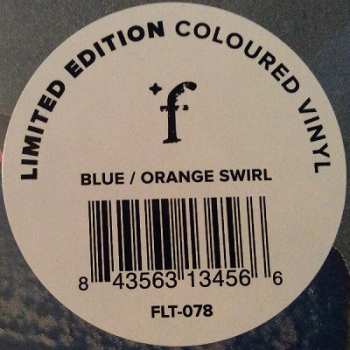 LIMITED EDITION COLOURED VINYL
f
BLUE / ORANGE SWIRL
8 43563 13456 6
FLT-078